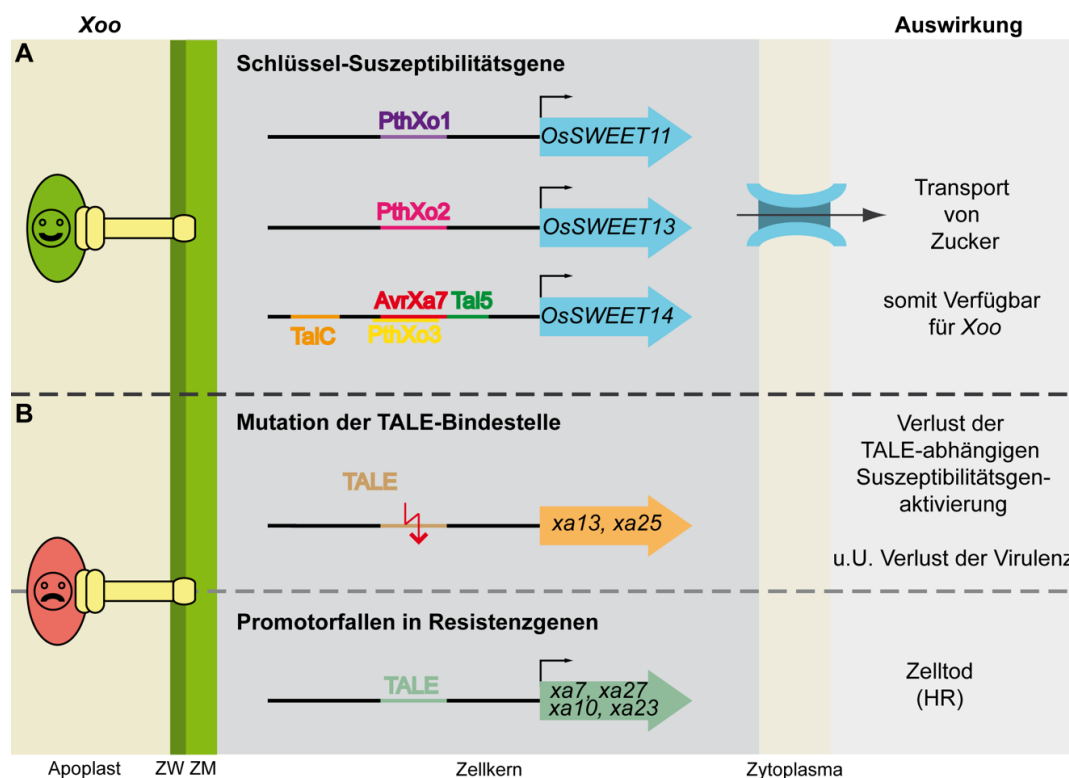 Xoo
Auswirkung
A
Schlüssel-Suszeptibilitätsgene
PthXo1
OsSWEET11
PthXo2
OsSWEET13
Transport
von
Zucker
AvrXa7 Tal5
TalC
PthXo3
OsSWEET14
somit Verfügbar
für Xoo
B
Mutation der TALE-Bindestelle
TALE
xa13, xa25
Verlust der
TALE-abhängigen
Suszeptibilitätsgen-
aktivierung
u.U. Verlust der Virulenz
Promotorfallen in Resistenzgenen
TALE
xa7, xa27
xa10, xa23
Zelltod
(HR)
Apoplast ZW ZM Zellkern Zytoplasma